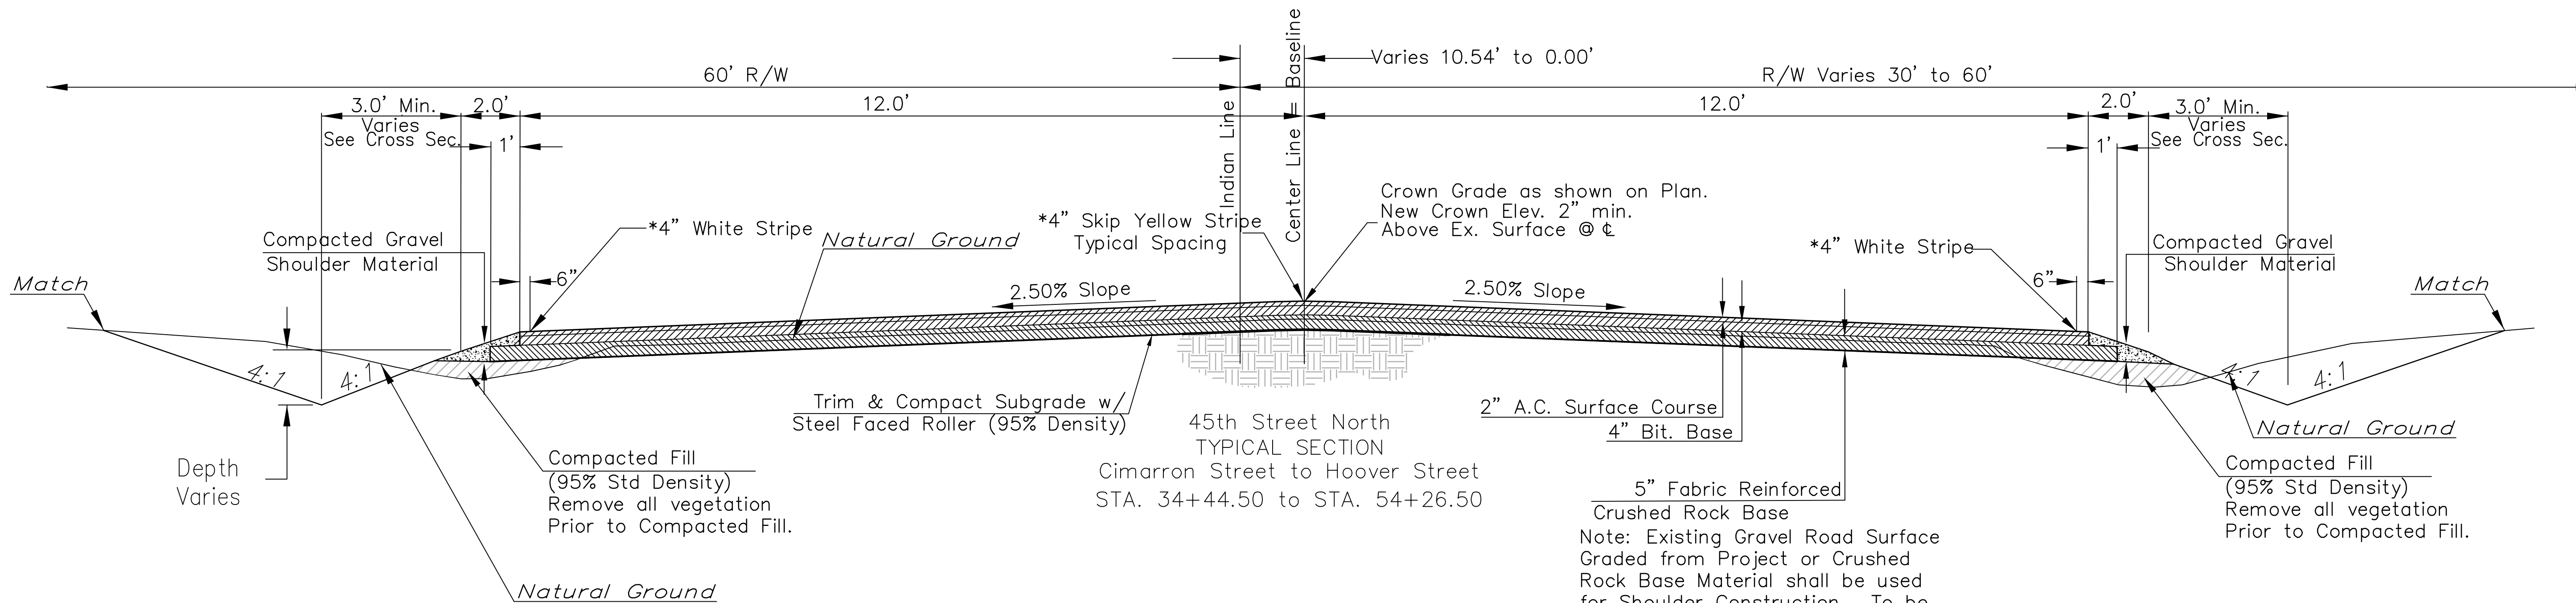 Varies 10.54' to 0.00'
60' R/W
R/W Varies 30' to 60'
3.0' Min.
Varies
See Cross Sec.
2.0'
12.0'
12.0'
2.0'
3.0' Min.
Varies
See Cross Sec.
1'
1'
Indian Line
Center Line = Baseline
Crown Grade as shown on Plan.
New Crown Elev. 2" min.
Above Ex. Surface @ ℄
*4" White Stripe
Natural Ground
*4" Skip Yellow Stripe
Typical Spacing
*4" White Stripe
Compacted Gravel
Shoulder Material
Compacted Gravel
Shoulder Material
6"
6"
Match
Match
2.50% Slope
2.50% Slope
4:1
4:1
4:1
4:1
Trim & Compact Subgrade w/
Steel Faced Roller (95% Density)
2" A.C. Surface Course
4" Bit. Base
45th Street North
TYPICAL SECTION
Cimarron Street to Hoover Street
STA. 34+44.50 to STA. 54+26.50
Natural Ground
Depth
Varies
Compacted Fill
(95% Std Density)
Remove all vegetation
Prior to Compacted Fill.
Compacted Fill
(95% Std Density)
Remove all vegetation
Prior to Compacted Fill.
5" Fabric Reinforced
Crushed Rock Base
Note: Existing Gravel Road Surface
Graded from Project or Crushed
Rock Base Material shall be used
for Shoulder Construction. To be
Natural Ground